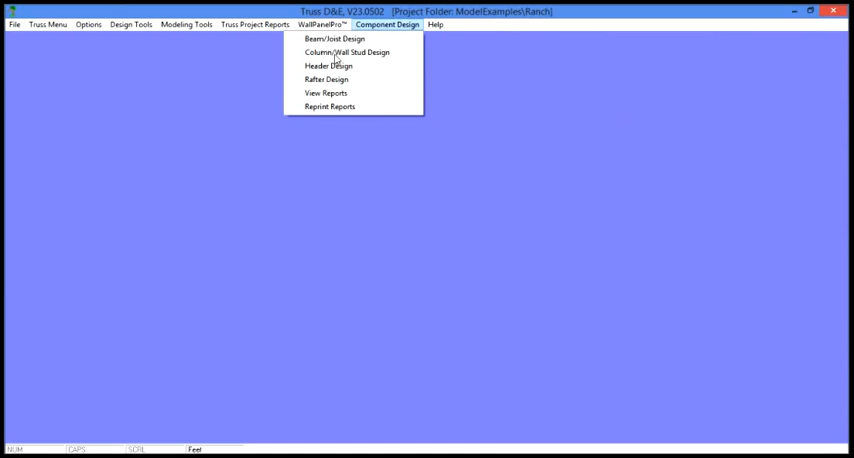 Truss D&E, V23.0502 [Project Folder: ModelExamples\Ranch]
File Truss Menu Options Design Tools Modeling Tools Truss Project Reports WallPanelPro™ Component Design Help
Beam/Joist Design
Column/Wall Stud Design
Header Design
Rafter Design
View Reports
Reprint Reports
NUM CAPS SCRL Feet